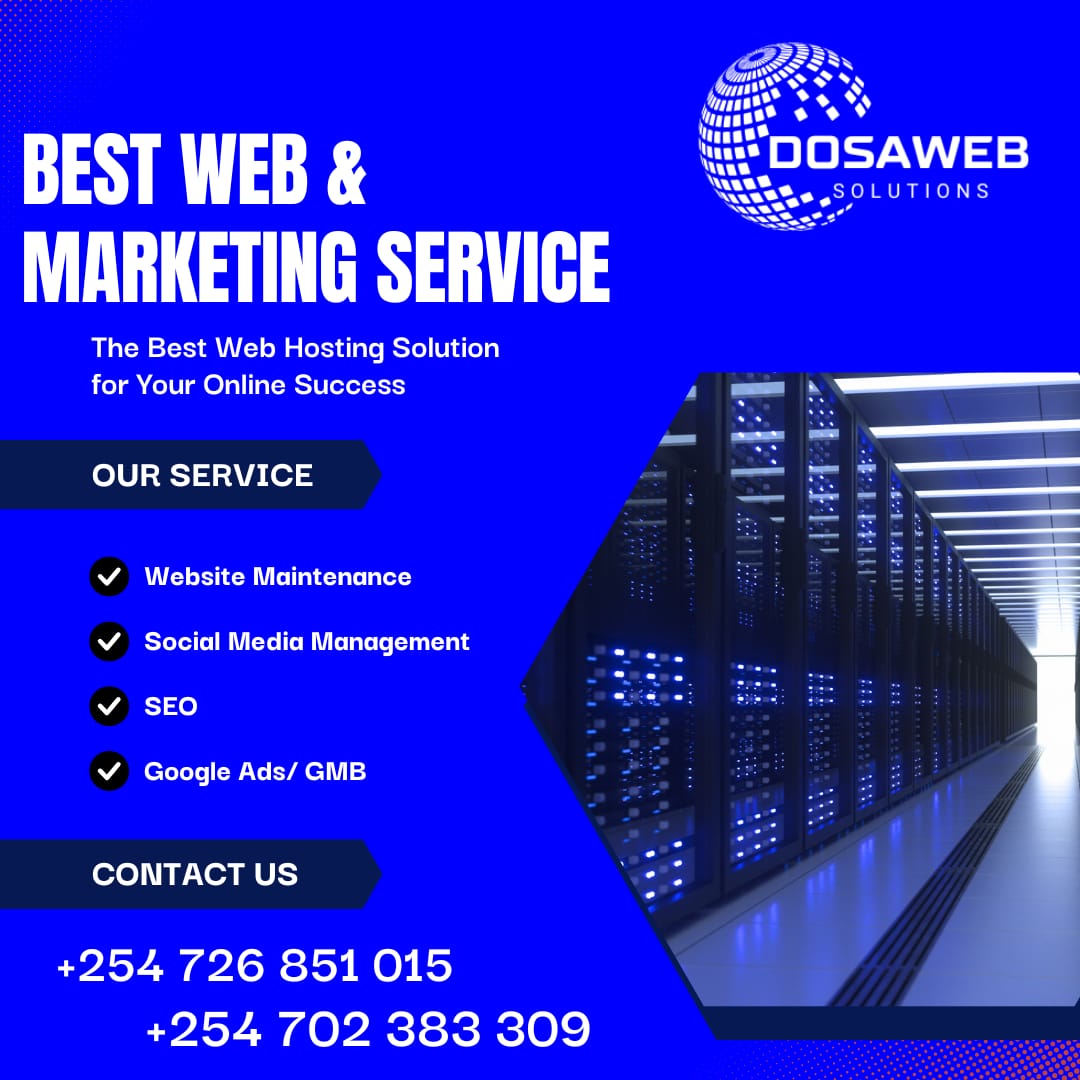 DOSAWEB
SOLUTIONS
BEST WEB &
MARKETING SERVICE
The Best Web Hosting Solution
for Your Online Success
OUR SERVICE
Website Maintenance
Social Media Management
SEO
Google Ads/ GMB
CONTACT US
+254 726 851 015
+254 702 383 309